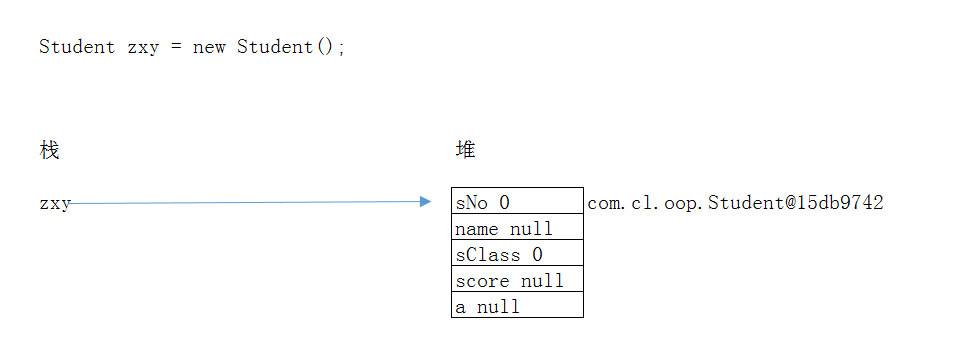 Student zxy = new Student();
栈 堆
zxy sNo 0 com.cl.oop.Student@15db9742
name null
sClass 0
score null
a null